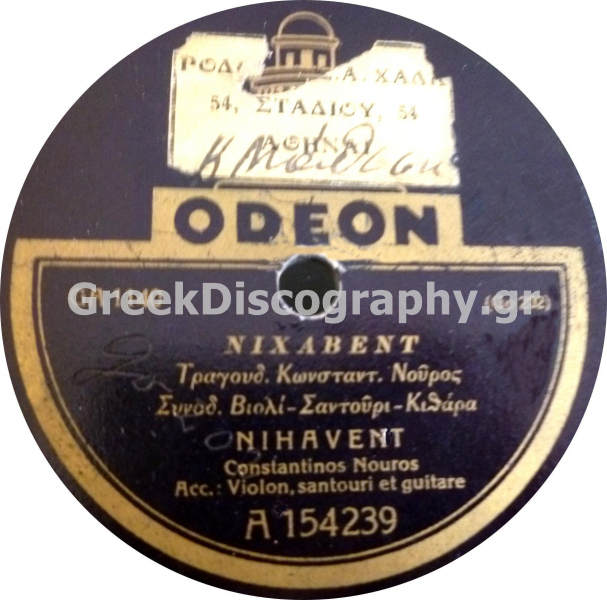 54, ΣΤΑΔΙΟΥ, 54
ΑΘΗΝΑΙ
ODEON
GreekDiscography.gr
ΝΙΧΑΒΕΝΤ
Τραγουδ. Κωνσταντ. Νοῦρος
Συνοδ. Βιολί-Σαντοῦρι-Κιθάρα
NIHAVENT
Constantinos Nouros
Acc.: Violon, santouri et guitare
A 154239